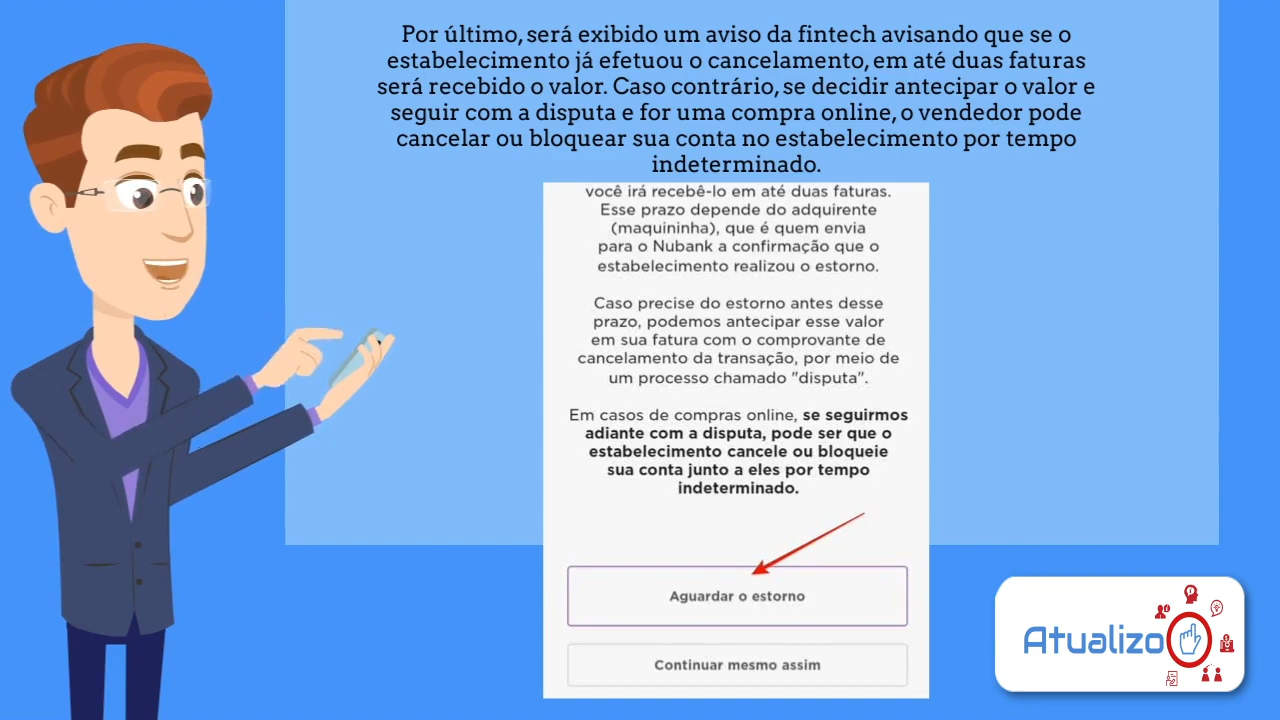 Por último, será exibido um aviso da fintech avisando que se o
estabelecimento já efetuou o cancelamento, em até duas faturas
será recebido o valor. Caso contrário, se decidir antecipar o valor e
seguir com a disputa e for uma compra online, o vendedor pode
cancelar ou bloquear sua conta no estabelecimento por tempo
indeterminado.
você irá recebê-lo em até duas faturas.
Esse prazo depende do adquirente
(maquininha), que é quem envia
para o Nubank a confirmação que o
estabelecimento realizou o estorno.
Caso precise do estorno antes desse
prazo, podemos antecipar esse valor
em sua fatura com o comprovante de
cancelamento da transação, por meio de
um processo chamado "disputa".
Em casos de compras online, se seguirmos
adiante com a disputa, pode ser que o
estabelecimento cancele ou bloqueie
sua conta junto a eles por tempo
indeterminado.
Aguardar o estorno
Continuar mesmo assim
Atualizo